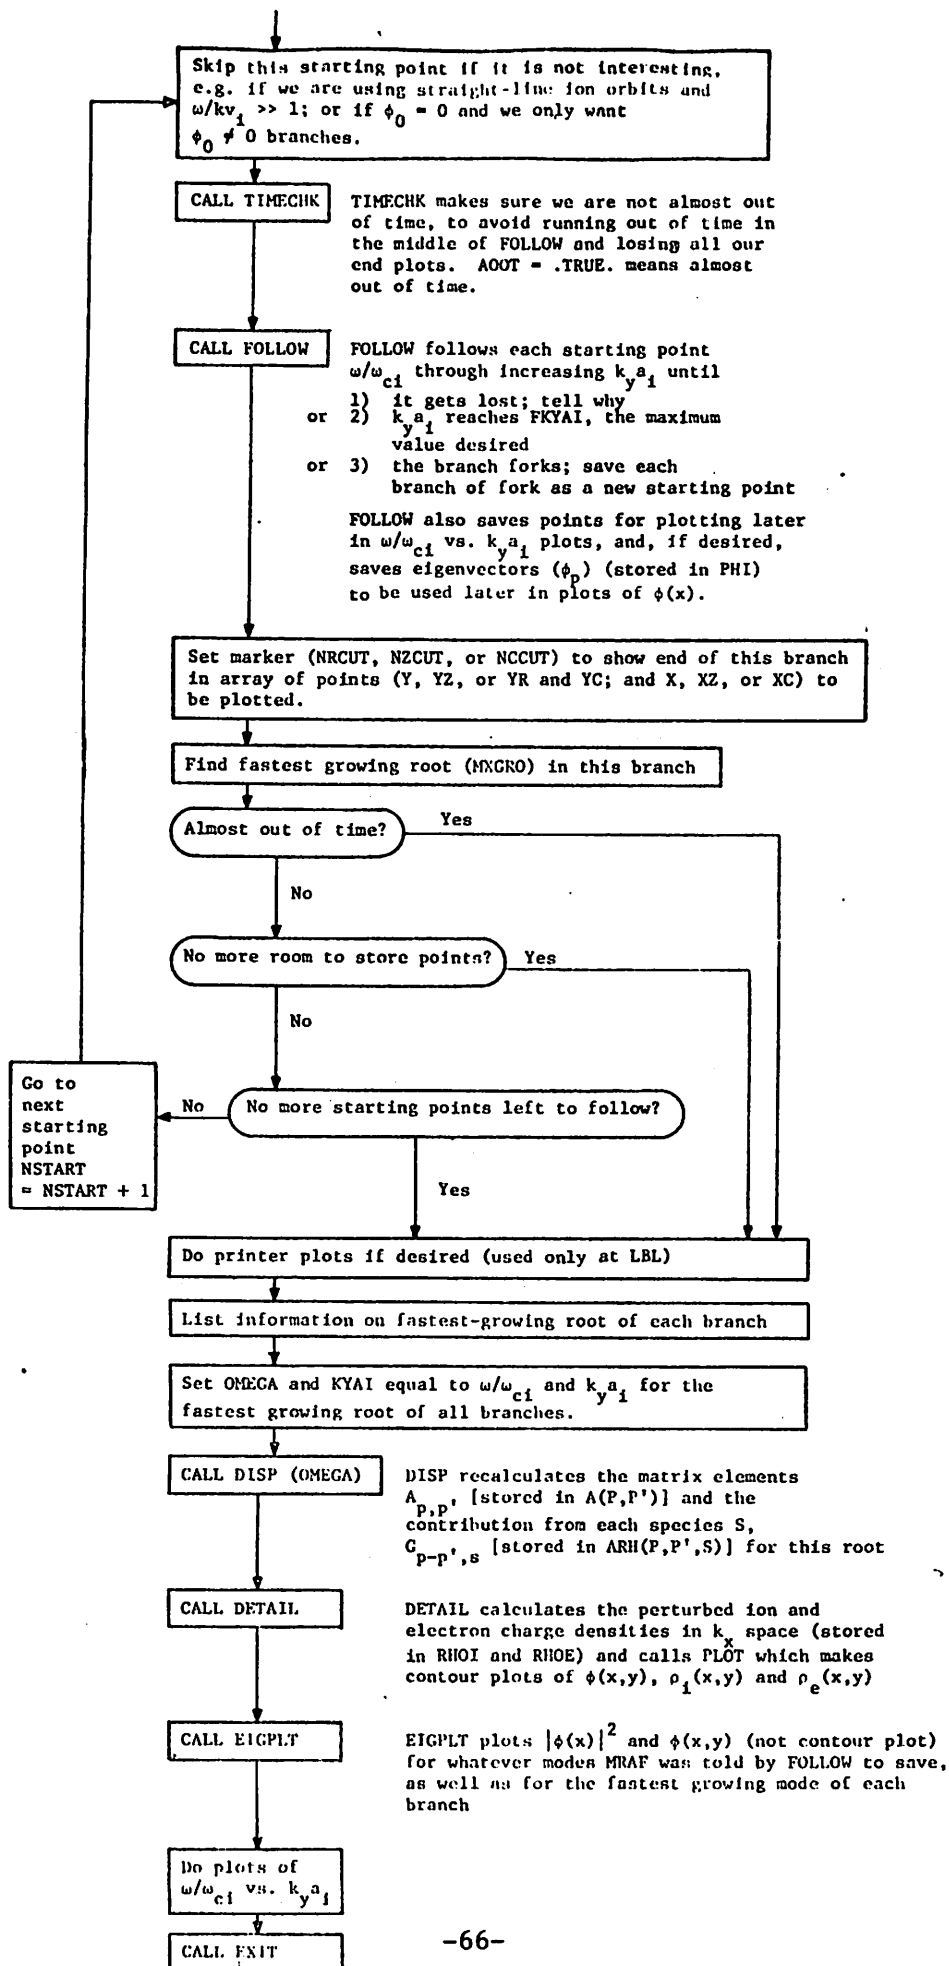 Skip this starting point if it is not interesting,
e.g. if we are using straight-line ion orbits and
ω/kv_i >> 1; or if ϕ_0 = 0 and we only want
ϕ_0 ≠ 0 branches.
CALL TIMECHK
TIMECHK makes sure we are not almost out
of time, to avoid running out of time in
the middle of FOLLOW and losing all our
end plots. AOOT = .TRUE. means almost
out of time.
CALL FOLLOW
FOLLOW follows each starting point
ω/ω_ci through increasing k_y a_i until
1) it gets lost; tell why
or 2) k_y a_i reaches FKYAI, the maximum
value desired
or 3) the branch forks; save each
branch of fork as a new starting point
FOLLOW also saves points for plotting later
in ω/ω_ci vs. k_y a_i plots, and, if desired,
saves eigenvectors (ϕ_p) (stored in PHI)
to be used later in plots of ϕ(x).
Set marker (NRCUT, NZCUT, or NCCUT) to show end of this branch
in array of points (Y, YZ, or YR and YC; and X, XZ, or XC) to
be plotted.
Find fastest growing root (MXGRO) in this branch
Almost out of time?
Yes
No
No more room to store points?
Yes
No
Go to
next
starting
point
NSTART
= NSTART + 1
No
No more starting points left to follow?
Yes
Do printer plots if desired (used only at LBL)
List information on fastest-growing root of each branch
Set OMEGA and KYAI equal to ω/ω_ci and k_y a_i for the
fastest growing root of all branches.
CALL DISP (OMEGA)
DISP recalculates the matrix elements
A_p,p' [stored in A(P,P')] and the
contribution from each species S,
G_p-p',s [stored in ARH(P,P',S)] for this root
CALL DETAIL
DETAIL calculates the perturbed ion and
electron charge densities in k_x space (stored
in RHOI and RHOE) and calls PLOT which makes
contour plots of ϕ(x,y), ρ_i(x,y) and ρ_e(x,y)
CALL EIGPLT
EIGPLT plots |ϕ(x)|^2 and ϕ(x,y) (not contour plot)
for whatever modes MRAF was told by FOLLOW to save,
as well as for the fastest growing mode of each
branch
Do plots of
ω/ω_ci vs. k_y a_i
CALL EXIT
-66-